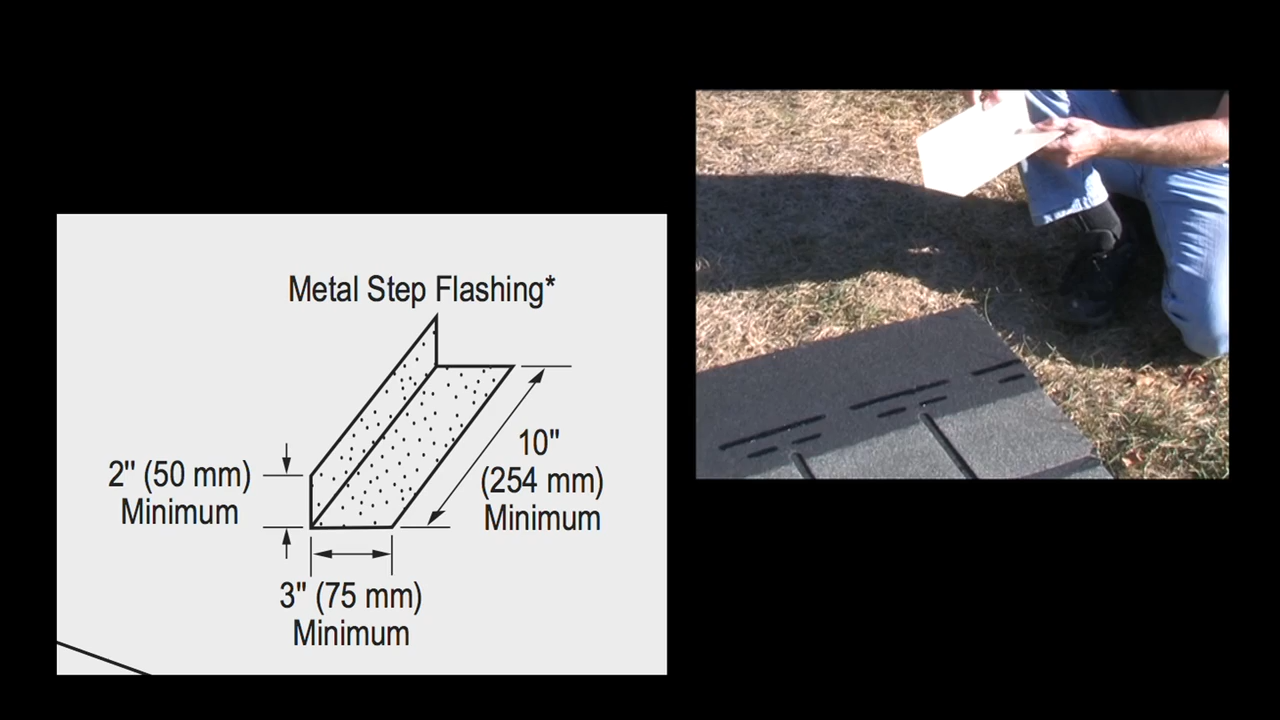 Metal Step Flashing*
10"
2" (50 mm)
Minimum
(254 mm)
Minimum
3" (75 mm)
Minimum